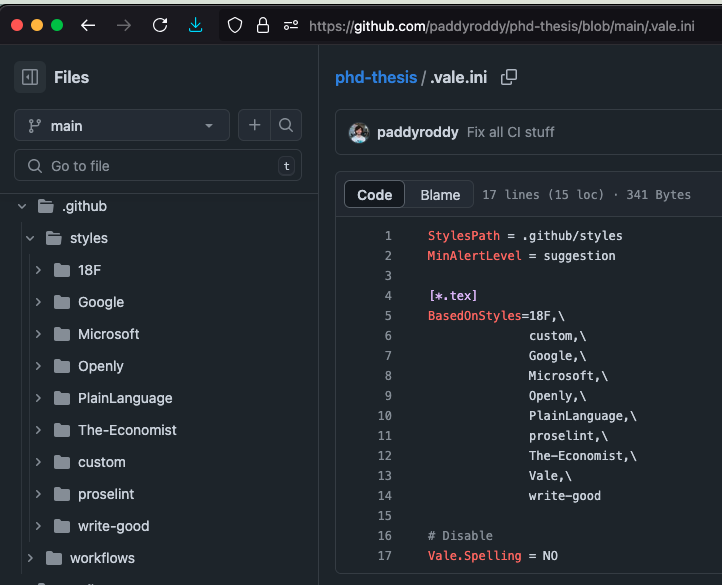 https://github.com/paddyroddy/phd-thesis/blob/main/.vale.ini
Files
main
Go to file
t
.github
styles
18F
Google
Microsoft
Openly
PlainLanguage
The-Economist
custom
proselint
write-good
workflows
phd-thesis / .vale.ini
paddyroddy Fix all CI stuff
Code Blame 17 lines (15 loc) · 341 Bytes
1 StylesPath = .github/styles
2 MinAlertLevel = suggestion
3
4 [*.tex]
5 BasedOnStyles=18F,\
6 custom,\
7 Google,\
8 Microsoft,\
9 Openly,\
10 PlainLanguage,\
11 proselint,\
12 The-Economist,\
13 Vale,\
14 write-good
15
16 # Disable
17 Vale.Spelling = NO